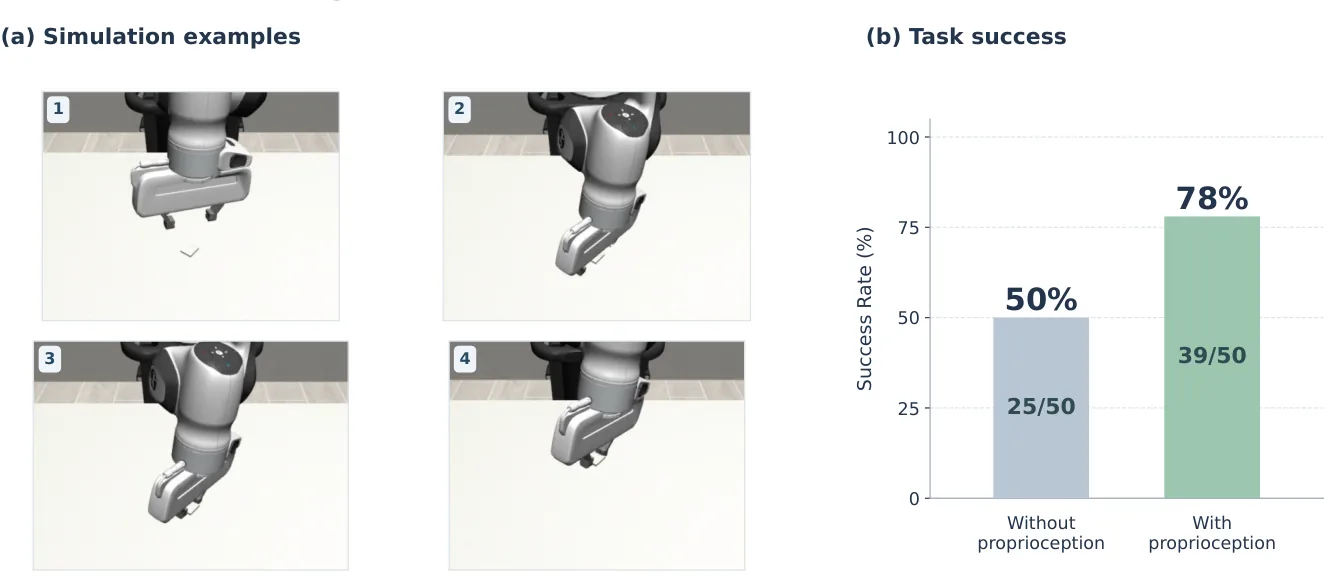 (a) Simulation examples
(b) Task success
1
2
3
4
Success Rate (%)
100
75
50
25
0
50%
25/50
78%
39/50
Without
proprioception
With
proprioception